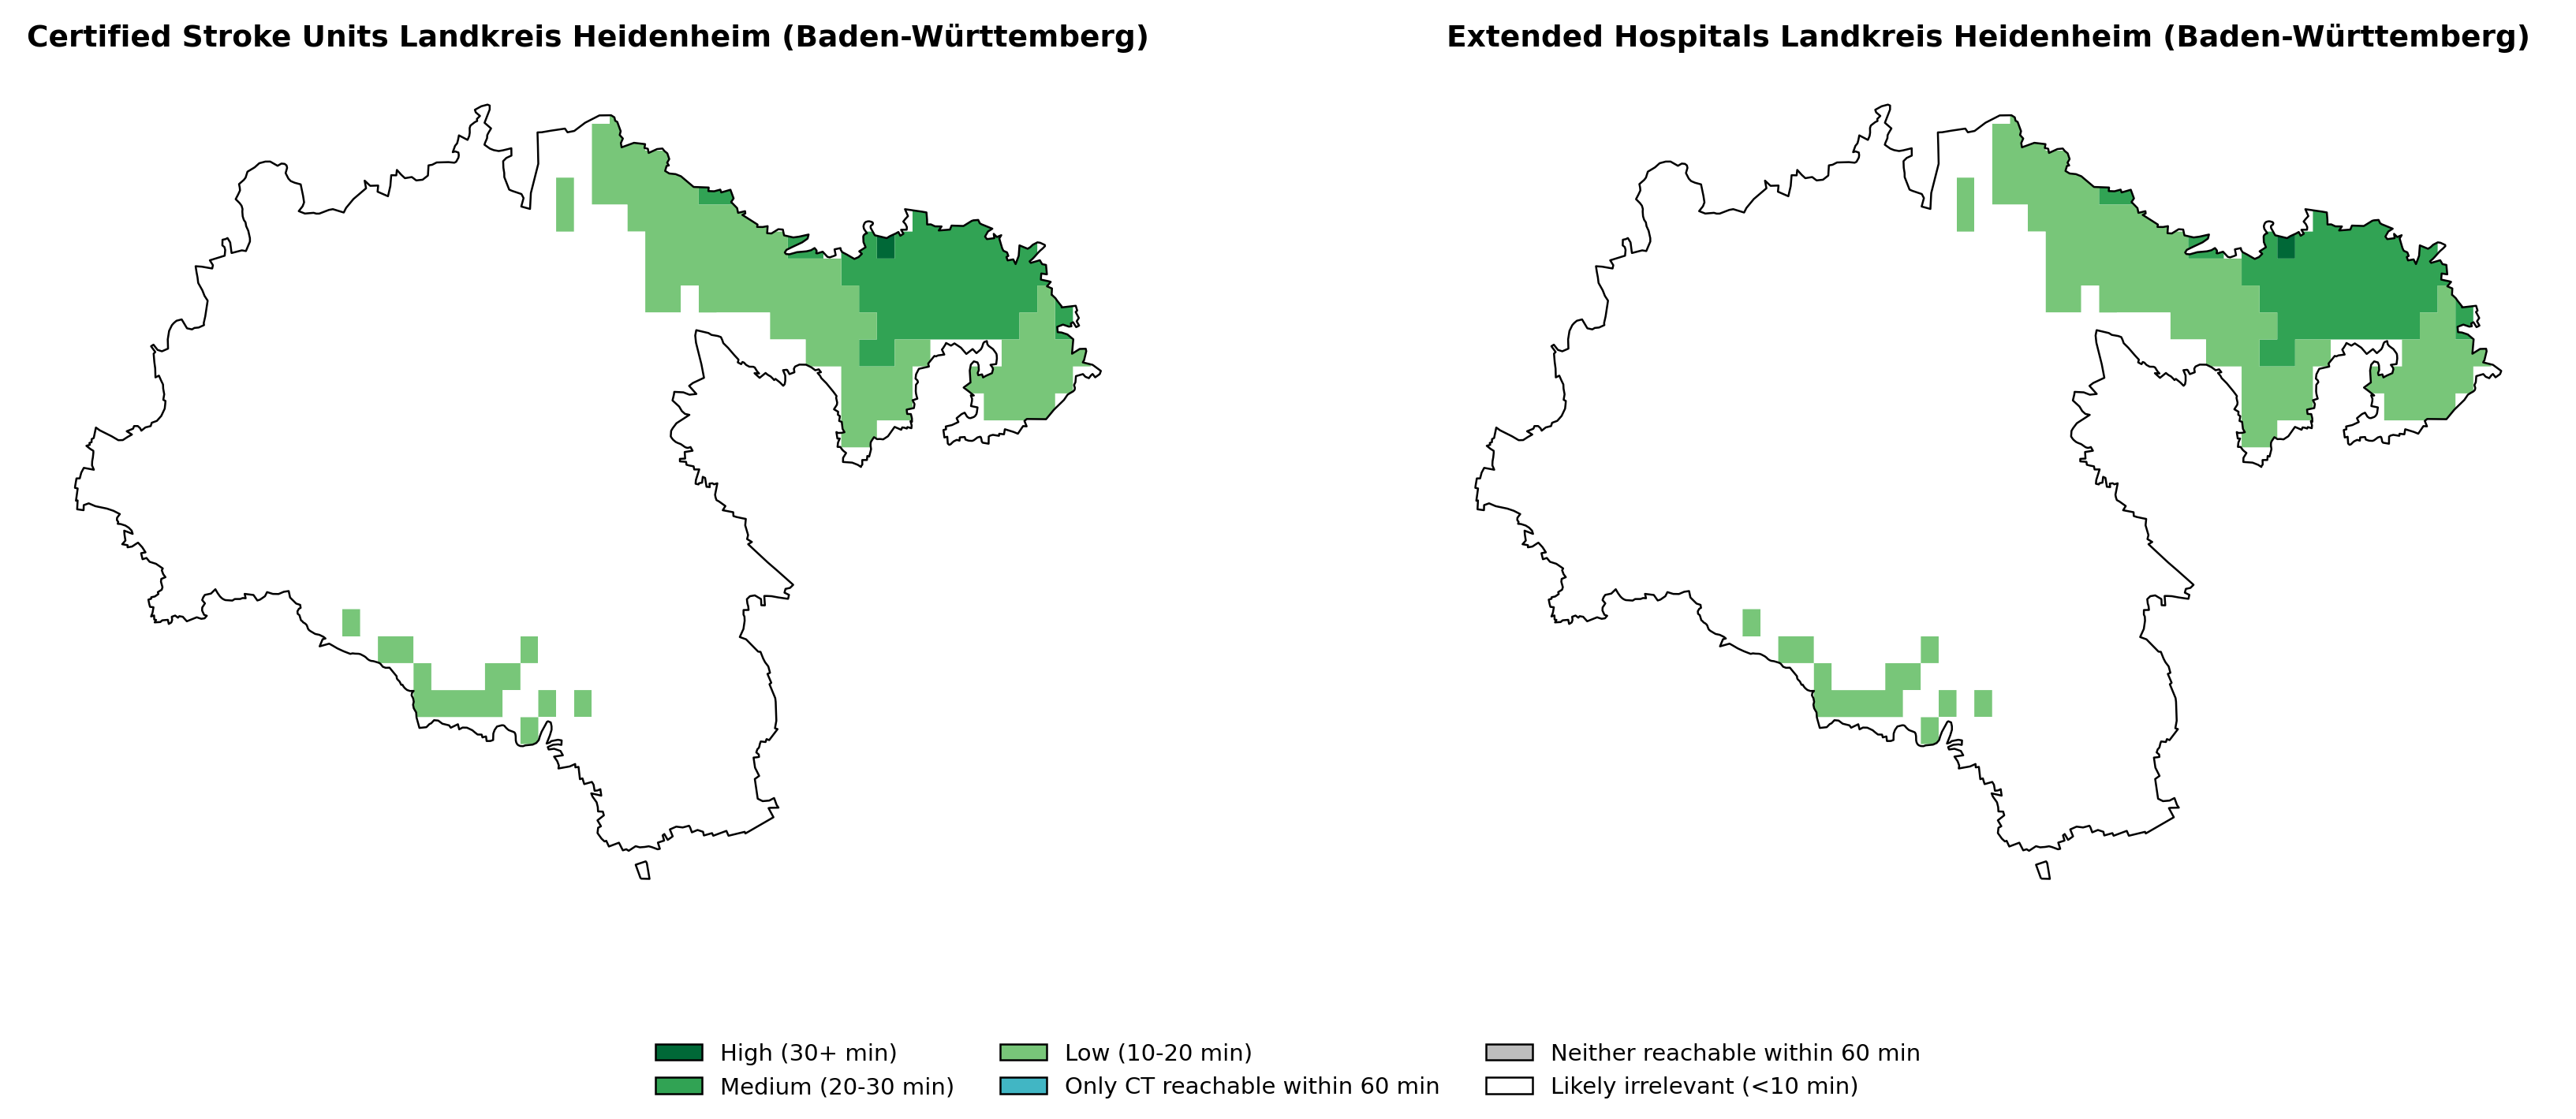 Certified Stroke Units Landkreis Heidenheim (Baden-Württemberg)
Extended Hospitals Landkreis Heidenheim (Baden-Württemberg)
High (30+ min)
Medium (20-30 min)
Low (10-20 min)
Only CT reachable within 60 min
Neither reachable within 60 min
Likely irrelevant (<10 min)